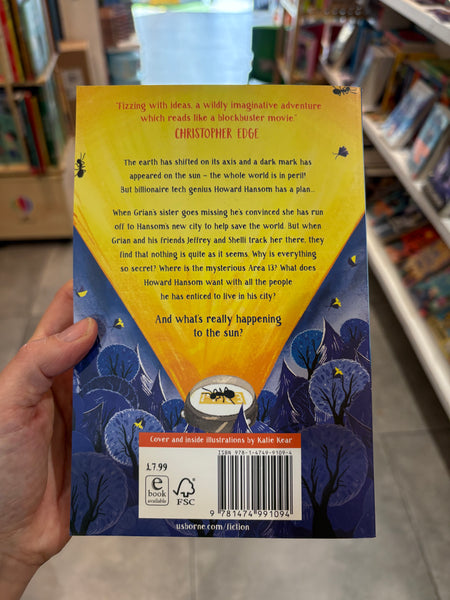 "Fizzing with ideas, a wildly imaginative adventure
which reads like a blockbuster movie."
CHRISTOPHER EDGE
The earth has shifted on its axis and a dark mark has
appeared on the sun – the whole world is in peril!
But billionaire tech genius Howard Hansom has a plan...
When Grian's sister goes missing he's convinced she has run
off to Hansom's new city to help save the world. But when
Grian and his friends Jeffrey and Shelli track her there, they
find that nothing is quite as it seems. Why is everything
so secret? Where is the mysterious Area 13? What does
Howard Hansom want with all the people
he has enticed to live in his city?
And what's really happening
to the sun?
Cover and inside illustrations by Katie Kear
£7.99
e
book
available
FSC
ISBN 978-1-4749-9109-4
9 781474 991094
usborne.com/fiction